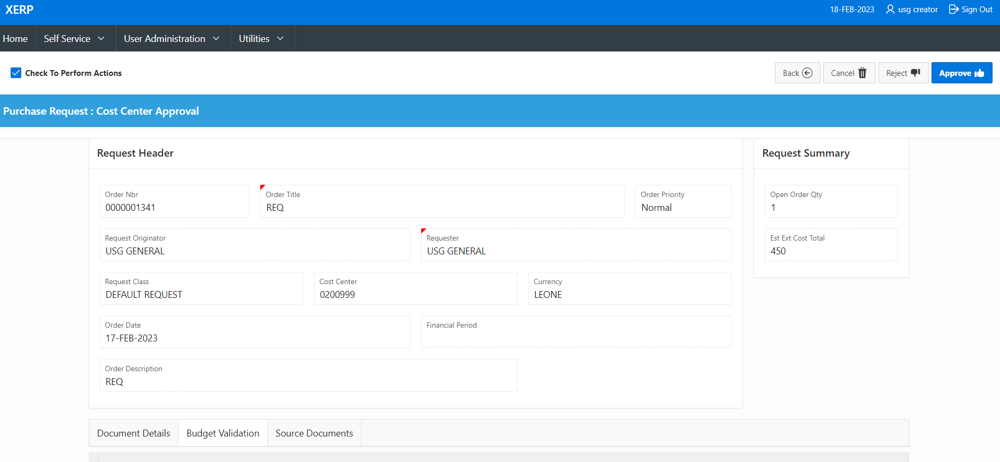 XERP
18-FEB-2023 usg creator Sign Out
Home Self Service User Administration Utilities
Check To Perform Actions
Back Cancel Reject Approve
Purchase Request : Cost Center Approval
Request Header
Request Summary
Order Nbr
0000001341
Order Title
REQ
Order Priority
Normal
Open Order Qty
1
Request Originator
USG GENERAL
Requester
USG GENERAL
Est Ext Cost Total
450
Request Class
DEFAULT REQUEST
Cost Center
0200999
Currency
LEONE
Order Date
17-FEB-2023
Financial Period
Order Description
REQ
Document Details Budget Validation Source Documents